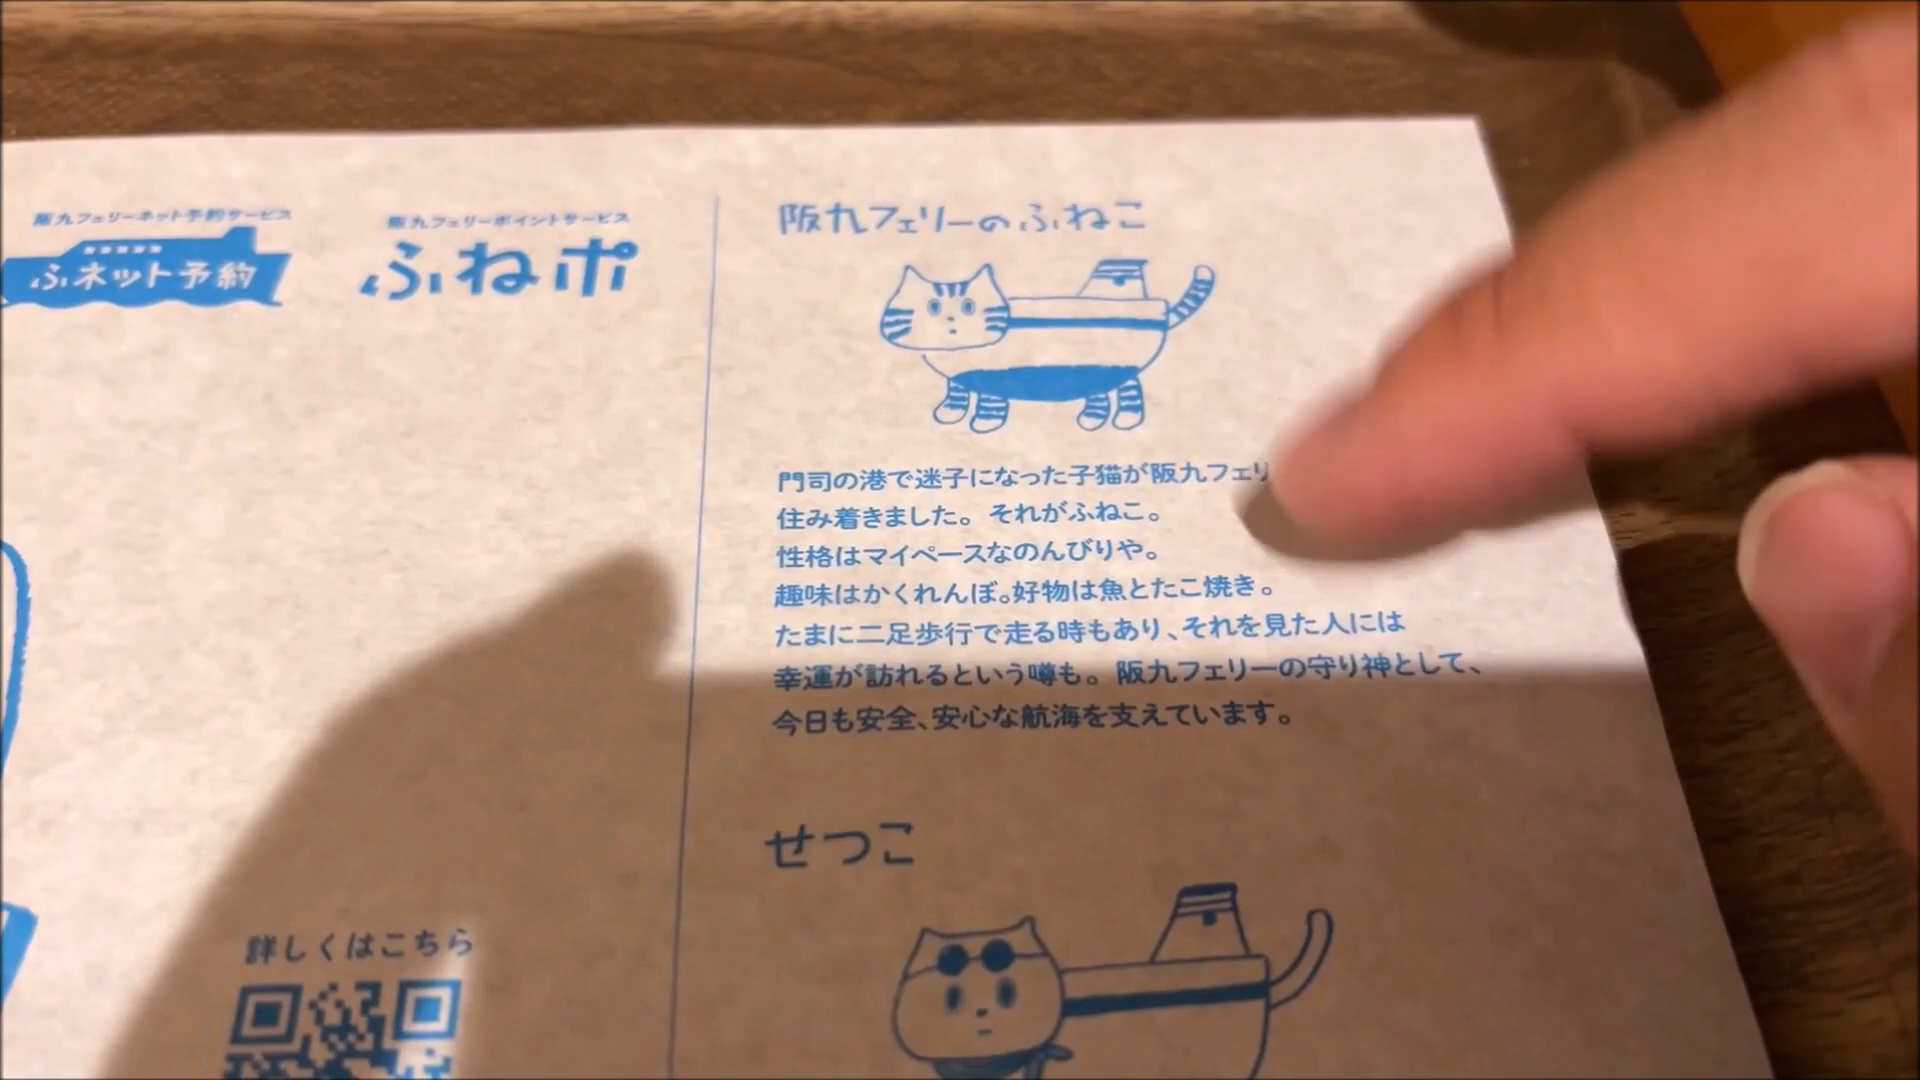 阪九フェリーネット予約サービス
ふネット予約
阪九フェリーポイントサービス
ふねポ
阪九フェリーのふねこ
門司の港で迷子になった子猫が阪九フェリ
住み着きました。それがふねこ。
性格はマイペースなのんびりや。
趣味はかくれんぼ。好物は魚とたこ焼き。
たまに二足歩行で走る時もあり、それを見た人には
幸運が訪れるという噂も。阪九フェリーの守り神として、
今日も安全、安心な航海を支えています。
せつこ
詳しくはこちら